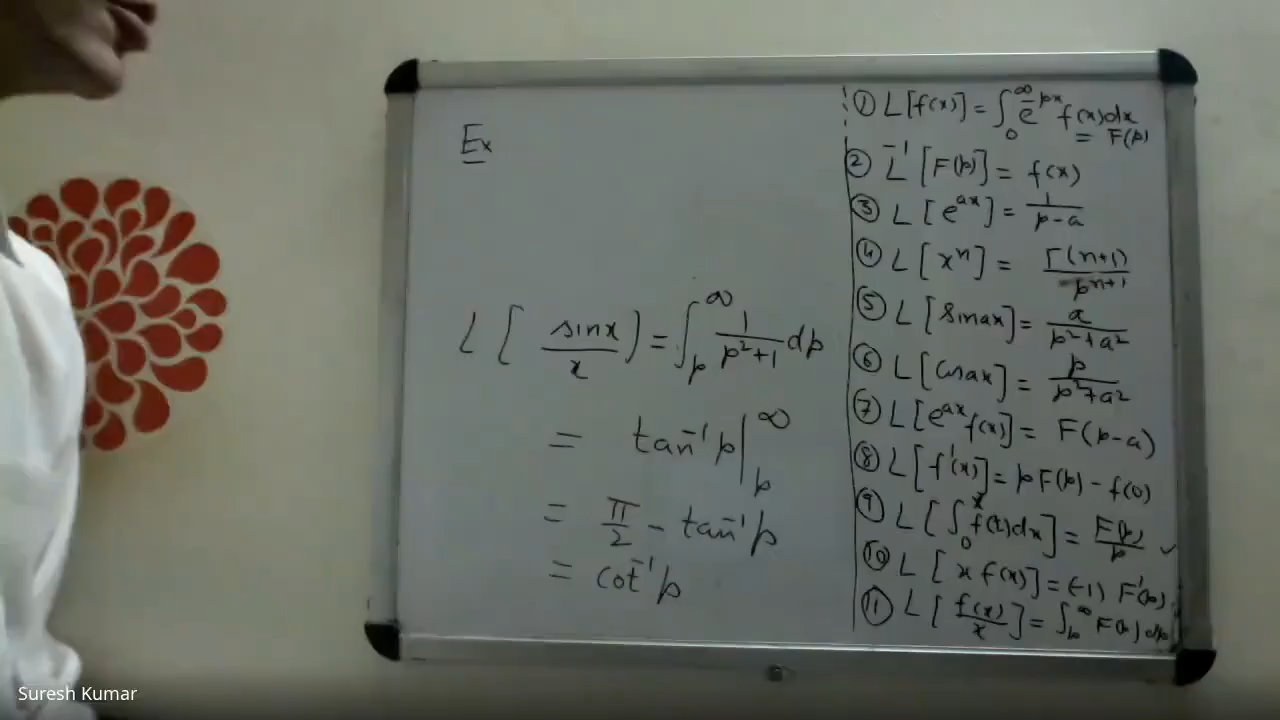 Ex
L[sinx/x] = ∫_p^∞ 1/(p²+1) dp
= tan⁻¹p |_p^∞
= π/2 - tan⁻¹p
= cot⁻¹p
① L[f(x)] = ∫_0^∞ e^-px f(x)dx
= F(p)
② L⁻¹[F(p)] = f(x)
③ L[e^ax] = 1/(p-a)
④ L[xⁿ] = Γ(n+1)/p^(n+1)
⑤ L[sinax] = a/(p²+a²)
⑥ L[cosax] = p/(p²+a²)
⑦ L[e^ax f(x)] = F(p-a)
⑧ L[f'(x)] = pF(p) - f(0)
⑨ L[∫_0^x f(t)dx] = F(p)/p ✓
⑩ L[x f(x)] = (-1) F'(p)
⑪ L[f(x)/x] = ∫_p^∞ F(p) dp
Suresh Kumar